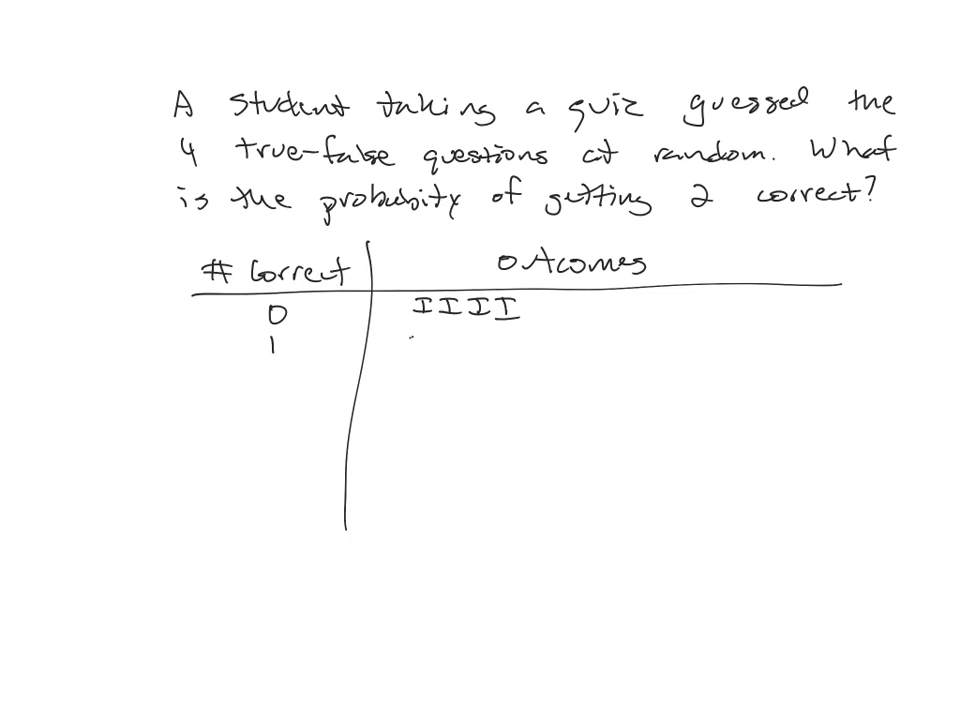 A student taking a quiz guessed the
4 true-false questions at random. What
is the probability of getting 2 correct?
# Correct Outcomes
0 IIII
1